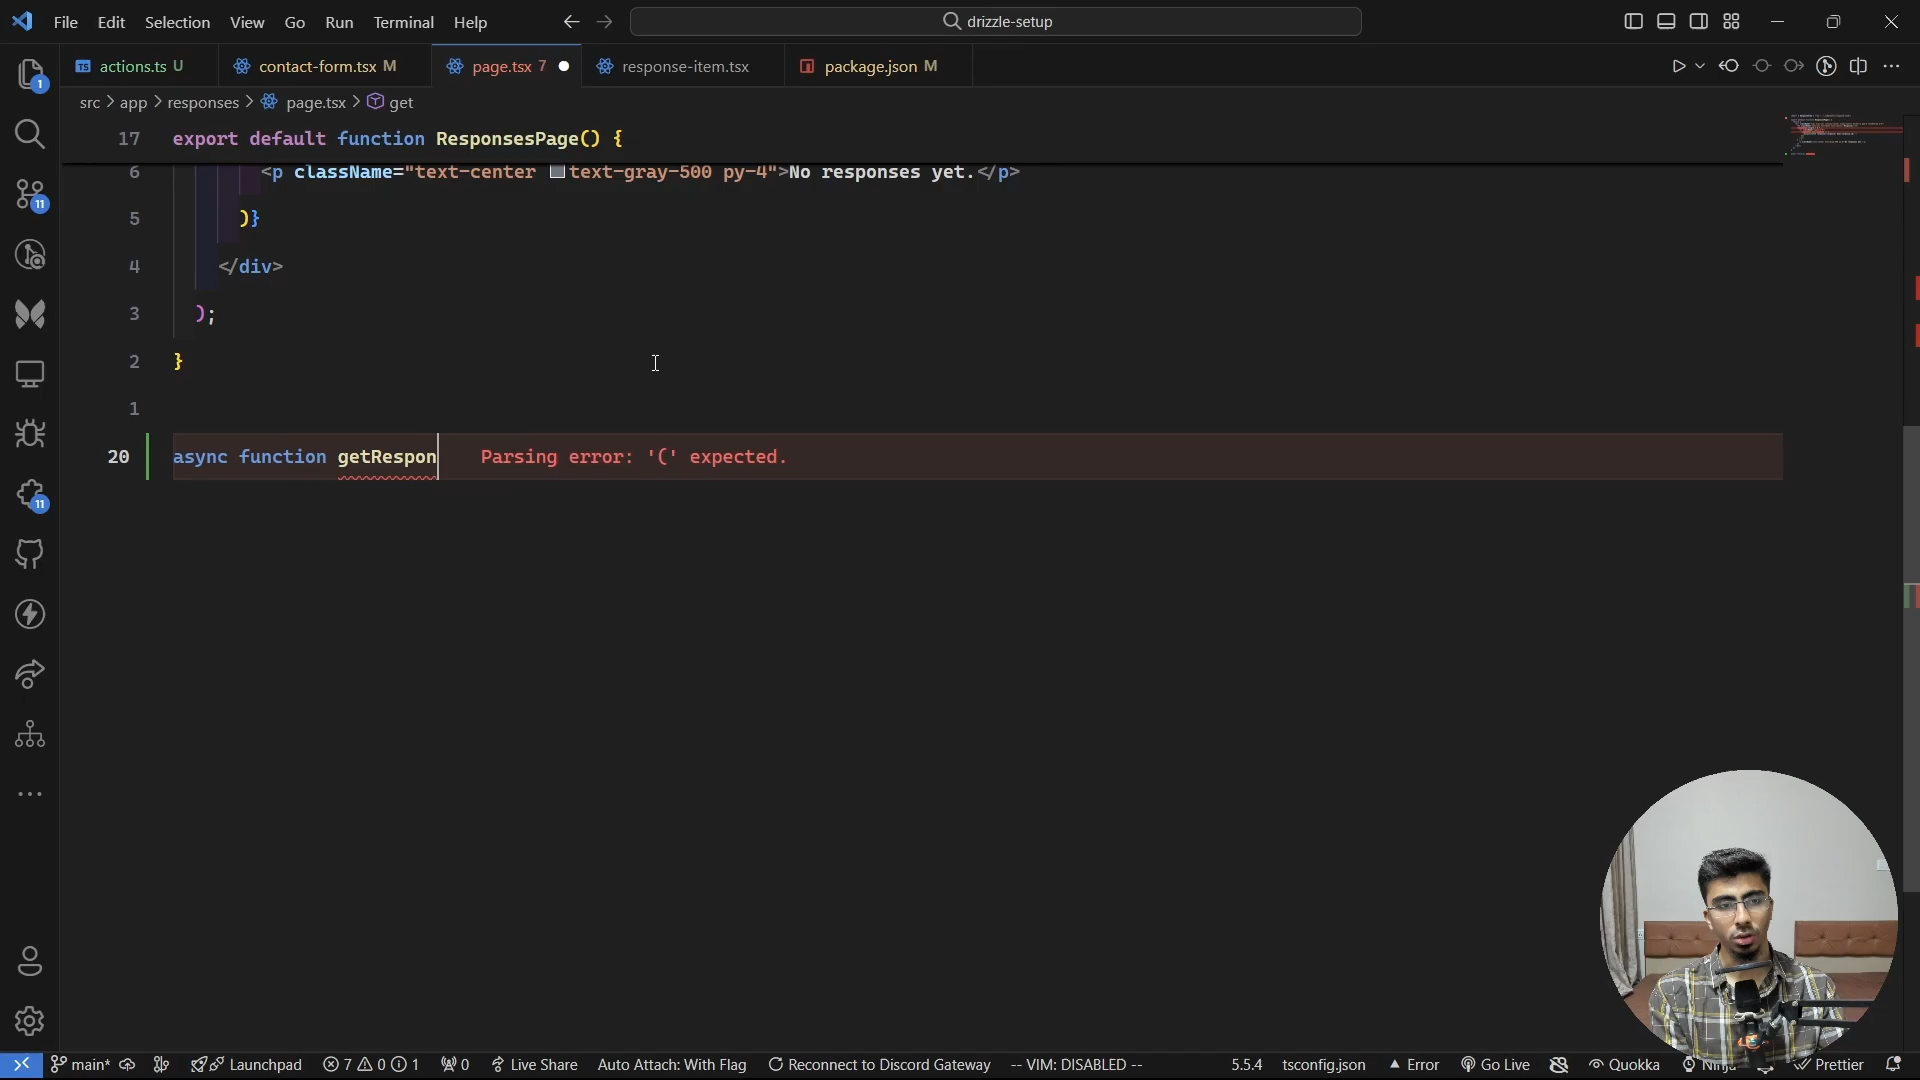 File Edit Selection View Go Run Terminal Help
drizzle-setup
actions.ts U
contact-form.tsx M
page.tsx 7
response-item.tsx
package.json M
src > app > responses > page.tsx > get
17 export default function ResponsesPage() {
6 <p className="text-center text-gray-500 py-4">No responses yet.</p>
5 )}
4 </div>
3 );
2 }
1
20 async function getRespon Parsing error: '(' expected.
1
11
11
main* Launchpad 7 0 1 0 Live Share Auto Attach: With Flag Reconnect to Discord Gateway -- VIM: DISABLED -- 5.5.4 tsconfig.json Error Go Live Quokka Prettier